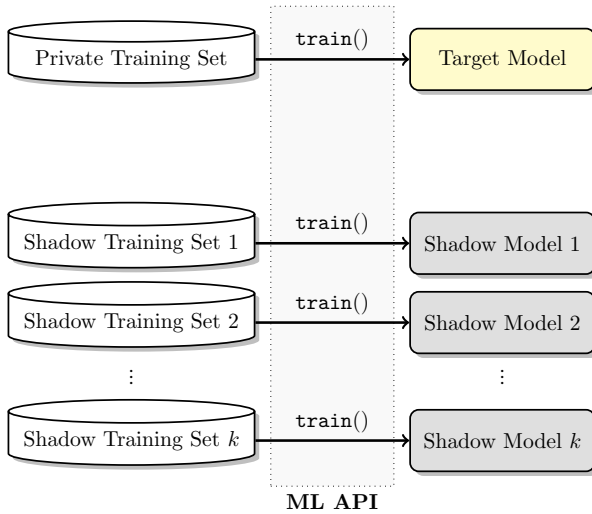 Private Training Set
train()
Target Model
Shadow Training Set 1
train()
Shadow Model 1
Shadow Training Set 2
train()
Shadow Model 2
⋮
⋮
Shadow Training Set k
train()
Shadow Model k
ML API